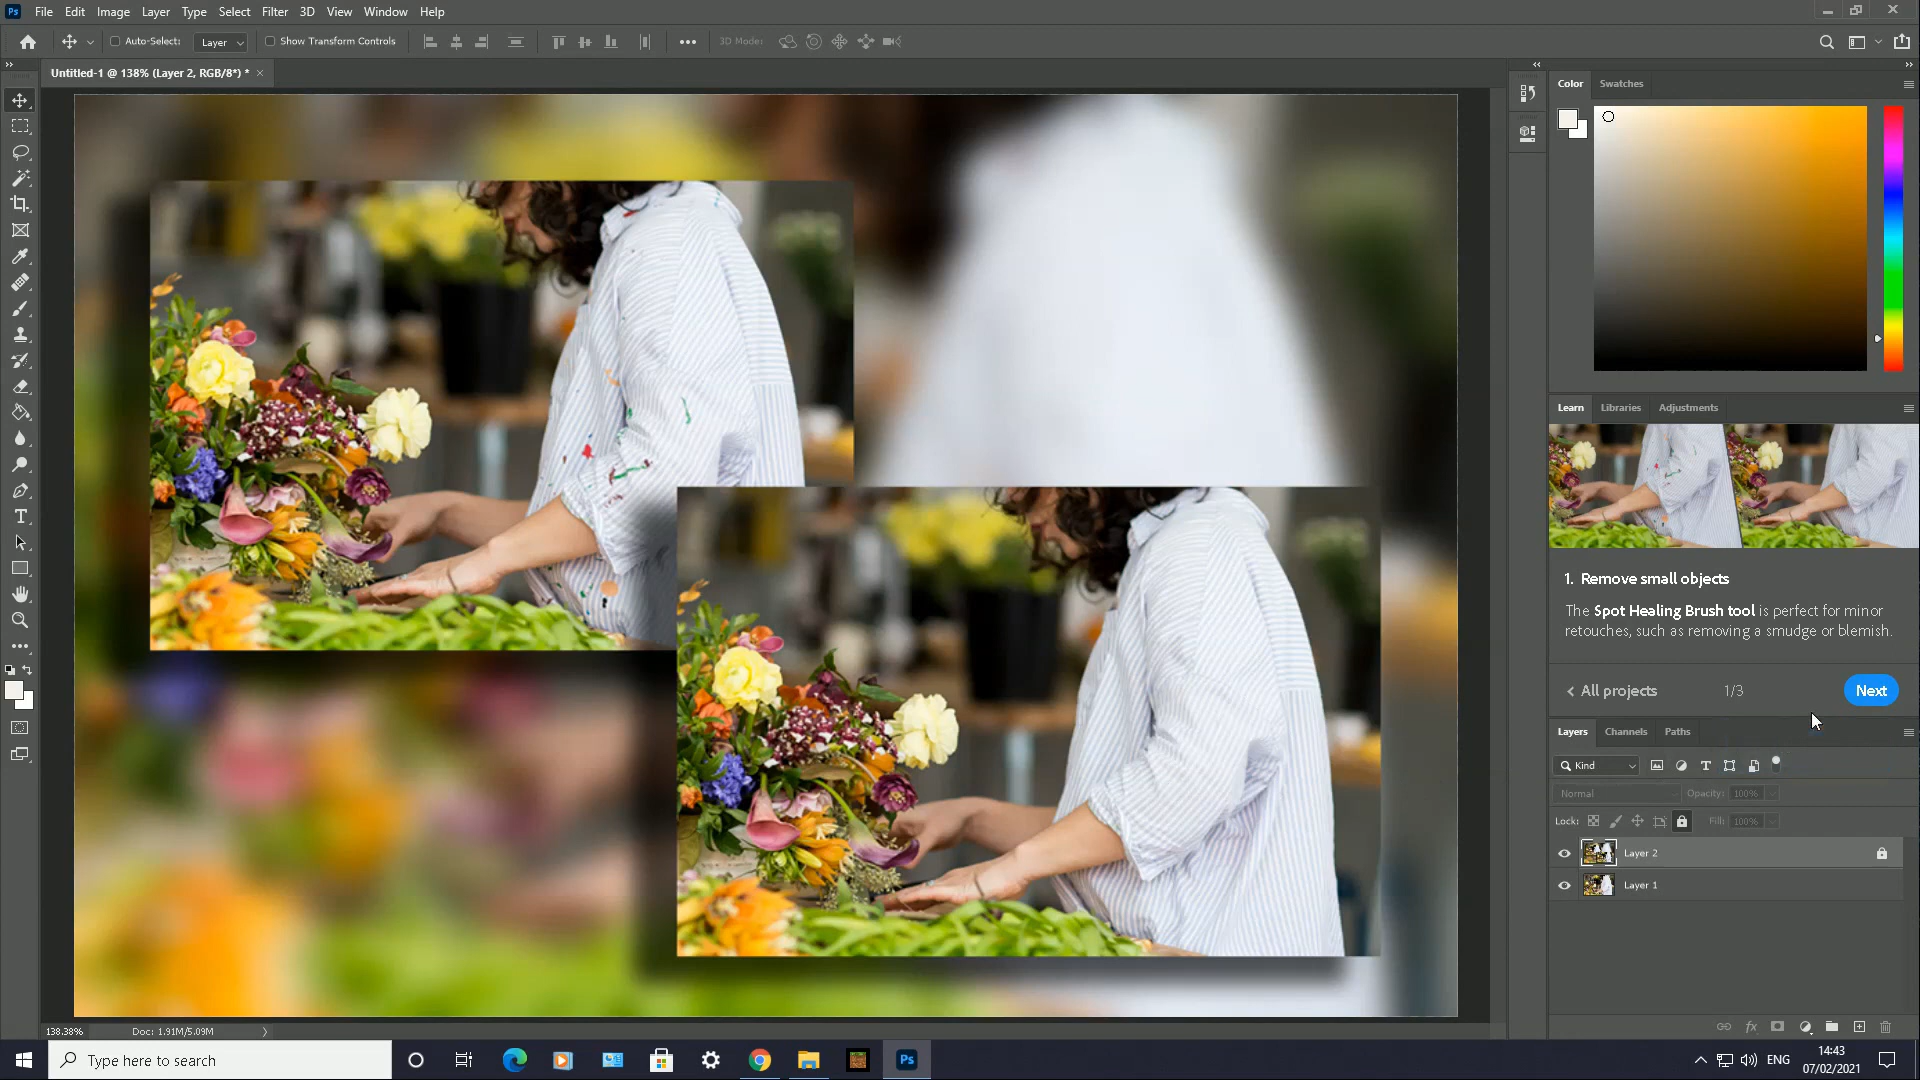 Ps File Edit Image Layer Type Select Filter 3D View Window Help
Auto-Select: Layer Show Transform Controls 3D Mode:
Untitled-1 @ 138% (Layer 2, RGB/8*) *
Color Swatches
Learn Libraries Adjustments
1. Remove small objects
The Spot Healing Brush tool is perfect for minor
retouches, such as removing a smudge or blemish.
All projects 1/3 Next
Layers Channels Paths
Kind
Normal Opacity: 100%
Lock: Fill: 100%
Layer 2
Layer 1
138.38% Doc: 1.91M/5.09M
Type here to search
Ps
ENG
14:43
07/02/2021